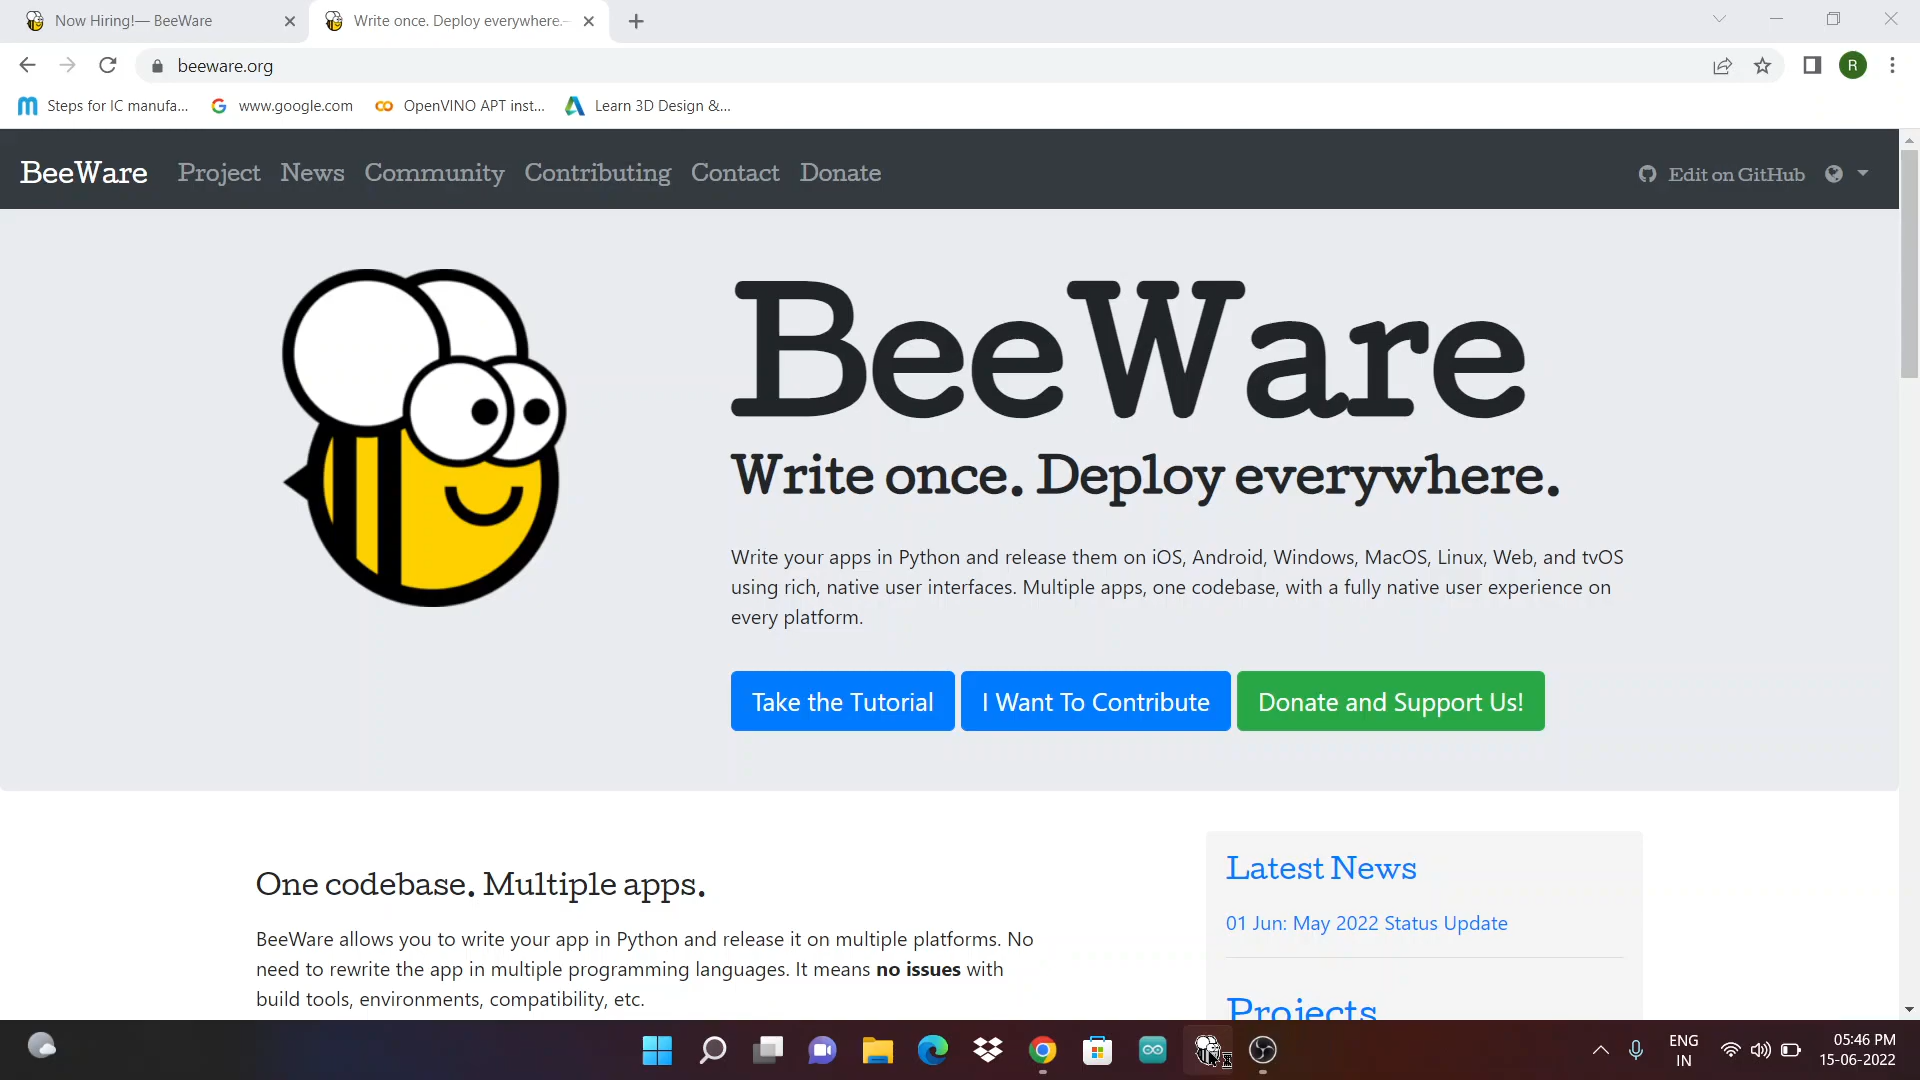 Now Hiring!— BeeWare
Write once. Deploy everywhere.—
beeware.org
R
Steps for IC manufa...
www.google.com
OpenVINO APT inst...
Learn 3D Design &...
BeeWare Project News Community Contributing Contact Donate
Edit on GitHub
BeeWare
Write once. Deploy everywhere.
Write your apps in Python and release them on iOS, Android, Windows, MacOS, Linux, Web, and tvOS
using rich, native user interfaces. Multiple apps, one codebase, with a fully native user experience on
every platform.
Take the Tutorial
I Want To Contribute
Donate and Support Us!
One codebase. Multiple apps.
BeeWare allows you to write your app in Python and release it on multiple platforms. No
need to rewrite the app in multiple programming languages. It means no issues with
build tools, environments, compatibility, etc.
Latest News
01 Jun: May 2022 Status Update
Projects
ENG
IN
05:46 PM
15-06-2022